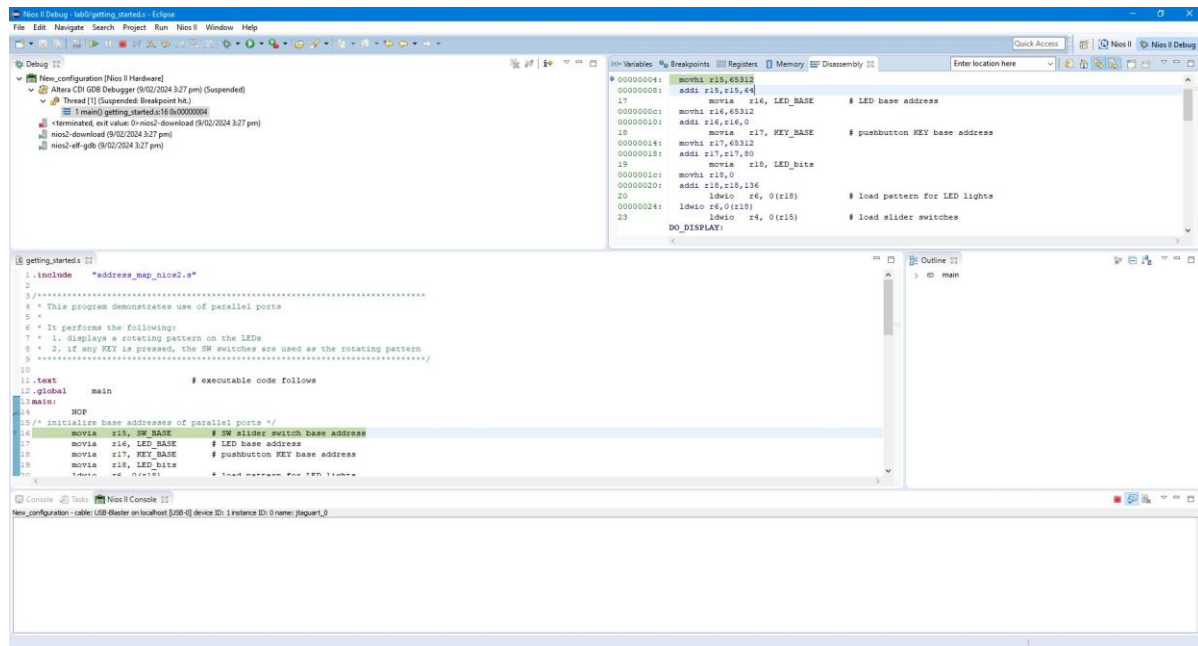 Nios II Debug - lab0/getting_started.s - Eclipse
File Edit Navigate Search Project Run Nios II Window Help
Quick Access Nios II Nios II Debug
Debug
New_configuration [Nios II Hardware]
Altera CDI GDB Debugger (9/02/2024 3:27 pm) (Suspended)
Thread [1] (Suspended: Breakpoint hit.)
1 main() getting_started.s:16 0x00000004
<terminated, exit value: 0>nios2-download (9/02/2024 3:27 pm)
nios2-download (9/02/2024 3:27 pm)
nios2-elf-gdb (9/02/2024 3:27 pm)
Variables Breakpoints Registers Memory Disassembly Enter location here
00000004: movhi r15,65312
00000008: addi r15,r15,64
17 movia r16, LED_BASE # LED base address
0000000c: movhi r16,65312
00000010: addi r16,r16,0
18 movia r17, KEY_BASE # pushbutton KEY base address
00000014: movhi r17,65312
00000018: addi r17,r17,80
19 movia r18, LED_bits
0000001c: movhi r18,0
00000020: addi r18,r18,136
20 ldwio r6, 0(r18) # load pattern for LED lights
00000024: ldwio r6,0(r18)
23 ldwio r4, 0(r15) # load slider switches
DO_DISPLAY:
getting_started.s
1 .include "address_map_nios2.s"
2
3 /******************************************************************************
4 * This program demonstrates use of parallel ports
5 *
6 * It performs the following:
7 * 1. displays a rotating pattern on the LEDs
8 * 2. if any KEY is pressed, the SW switches are used as the rotating pattern
9 ******************************************************************************/
10
11 .text # executable code follows
12 .global main
13 main:
14 NOP
15 /* initialize base addresses of parallel ports */
16 movia r15, SW_BASE # SW slider switch base address
17 movia r16, LED_BASE # LED base address
18 movia r17, KEY_BASE # pushbutton KEY base address
19 movia r18, LED_bits
20 ldwio r6, 0(r18) # load pattern for LED lights
Outline
main
Console Tasks Nios II Console
New_configuration - cable: USB-Blaster on localhost [USB-0] device ID: 1 instance ID: 0 name: jtaguart_0